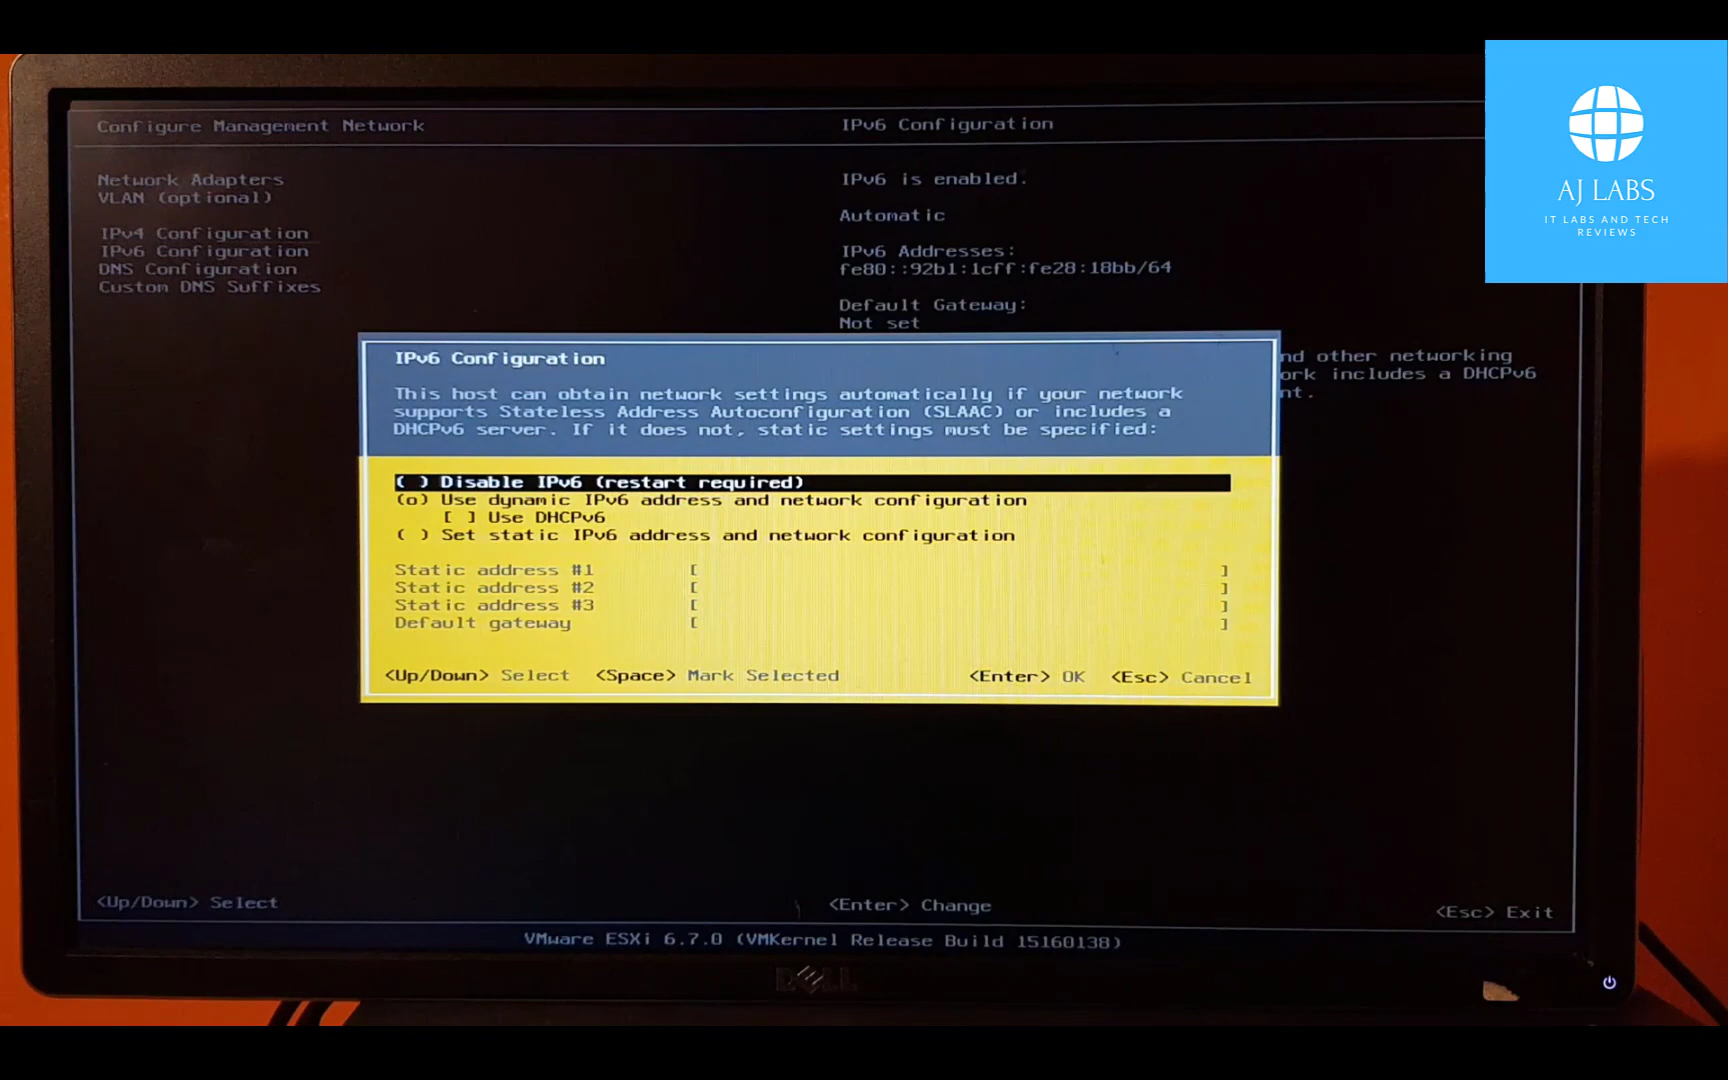 Configure Management Network
IPv6 Configuration
Network Adapters
VLAN (optional)
IPv4 Configuration
IPv6 Configuration
DNS Configuration
Custom DNS Suffixes
IPv6 is enabled.
Automatic
IPv6 Addresses:
fe80::92b1:1cff:fe28:18bb/64
Default Gateway:
Not set
nd other networking
ork includes a DHCPv6
nt.
IPv6 Configuration
This host can obtain network settings automatically if your network
supports Stateless Address Autoconfiguration (SLAAC) or includes a
DHCPv6 server. If it does not, static settings must be specified:
( ) Disable IPv6 (restart required)
(o) Use dynamic IPv6 address and network configuration
[ ] Use DHCPv6
( ) Set static IPv6 address and network configuration
Static address #1 [ ]
Static address #2 [ ]
Static address #3 [ ]
Default gateway [ ]
<Up/Down> Select <Space> Mark Selected <Enter> OK <Esc> Cancel
<Up/Down> Select <Enter> Change <Esc> Exit
VMware ESXi 6.7.0 (VMKernel Release Build 15160138)
DELL
AJ LABS
IT LABS AND TECH
REVIEWS